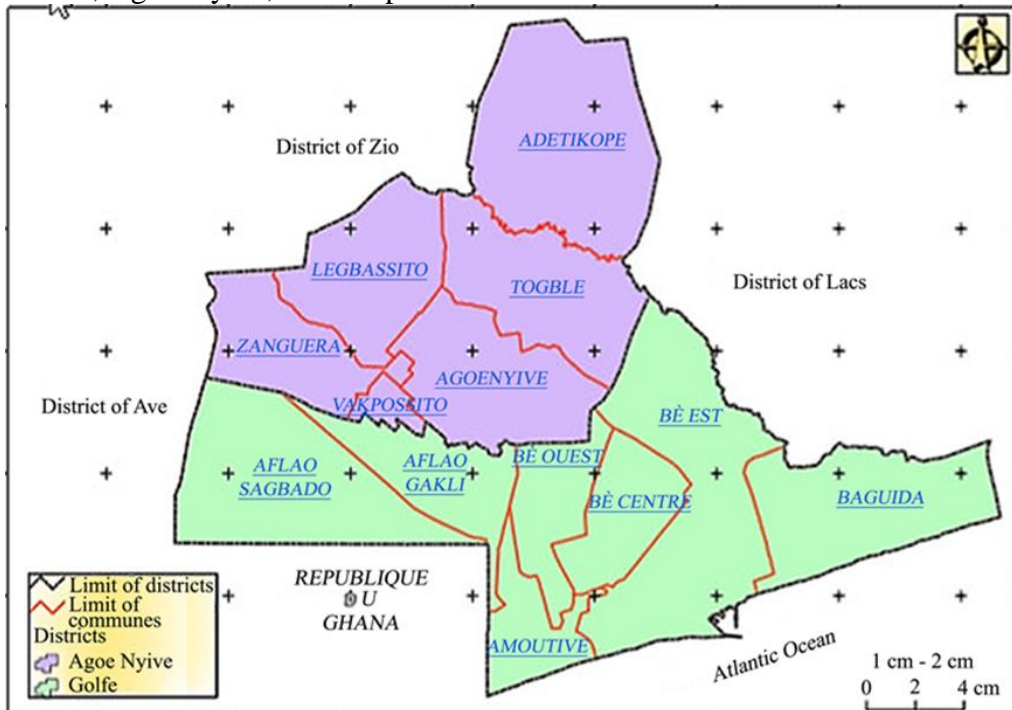 District of Zio
ADETIKOPE
LEGBASSITO
TOGBLE
District of Lacs
ZANGUERA
AGOENYIVE
District of Ave
VAKPOSSITO
BÈ EST
BÈ OUEST
AFLAO
SAGBADO
AFLAO
GAKLI
BÈ CENTRE
BAGUIDA
REPUBLIQUE
U
GHANA
AMOUTIVE
Atlantic Ocean
Limit of districts
Limit of
communes
Districts
Agoe Nyive
Golfe
1 cm - 2 cm
0 2 4 cm